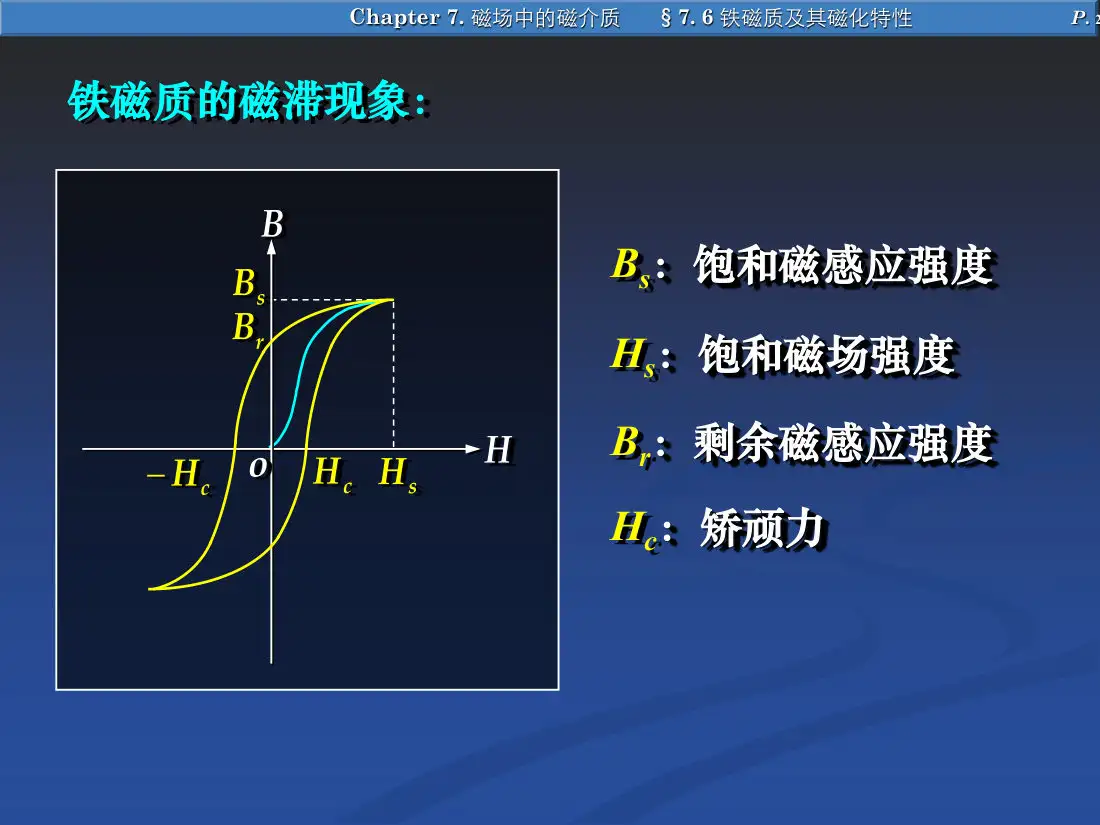 Chapter 7. 磁场中的磁介质 § 7. 6 铁磁质及其磁化特性 P. 2
铁磁质的磁滞现象:
B
Bs
Br
– Hc
o
Hc
Hs
H
Bs: 饱和磁感应强度
Hs: 饱和磁场强度
Br: 剩余磁感应强度
Hc: 矫顽力